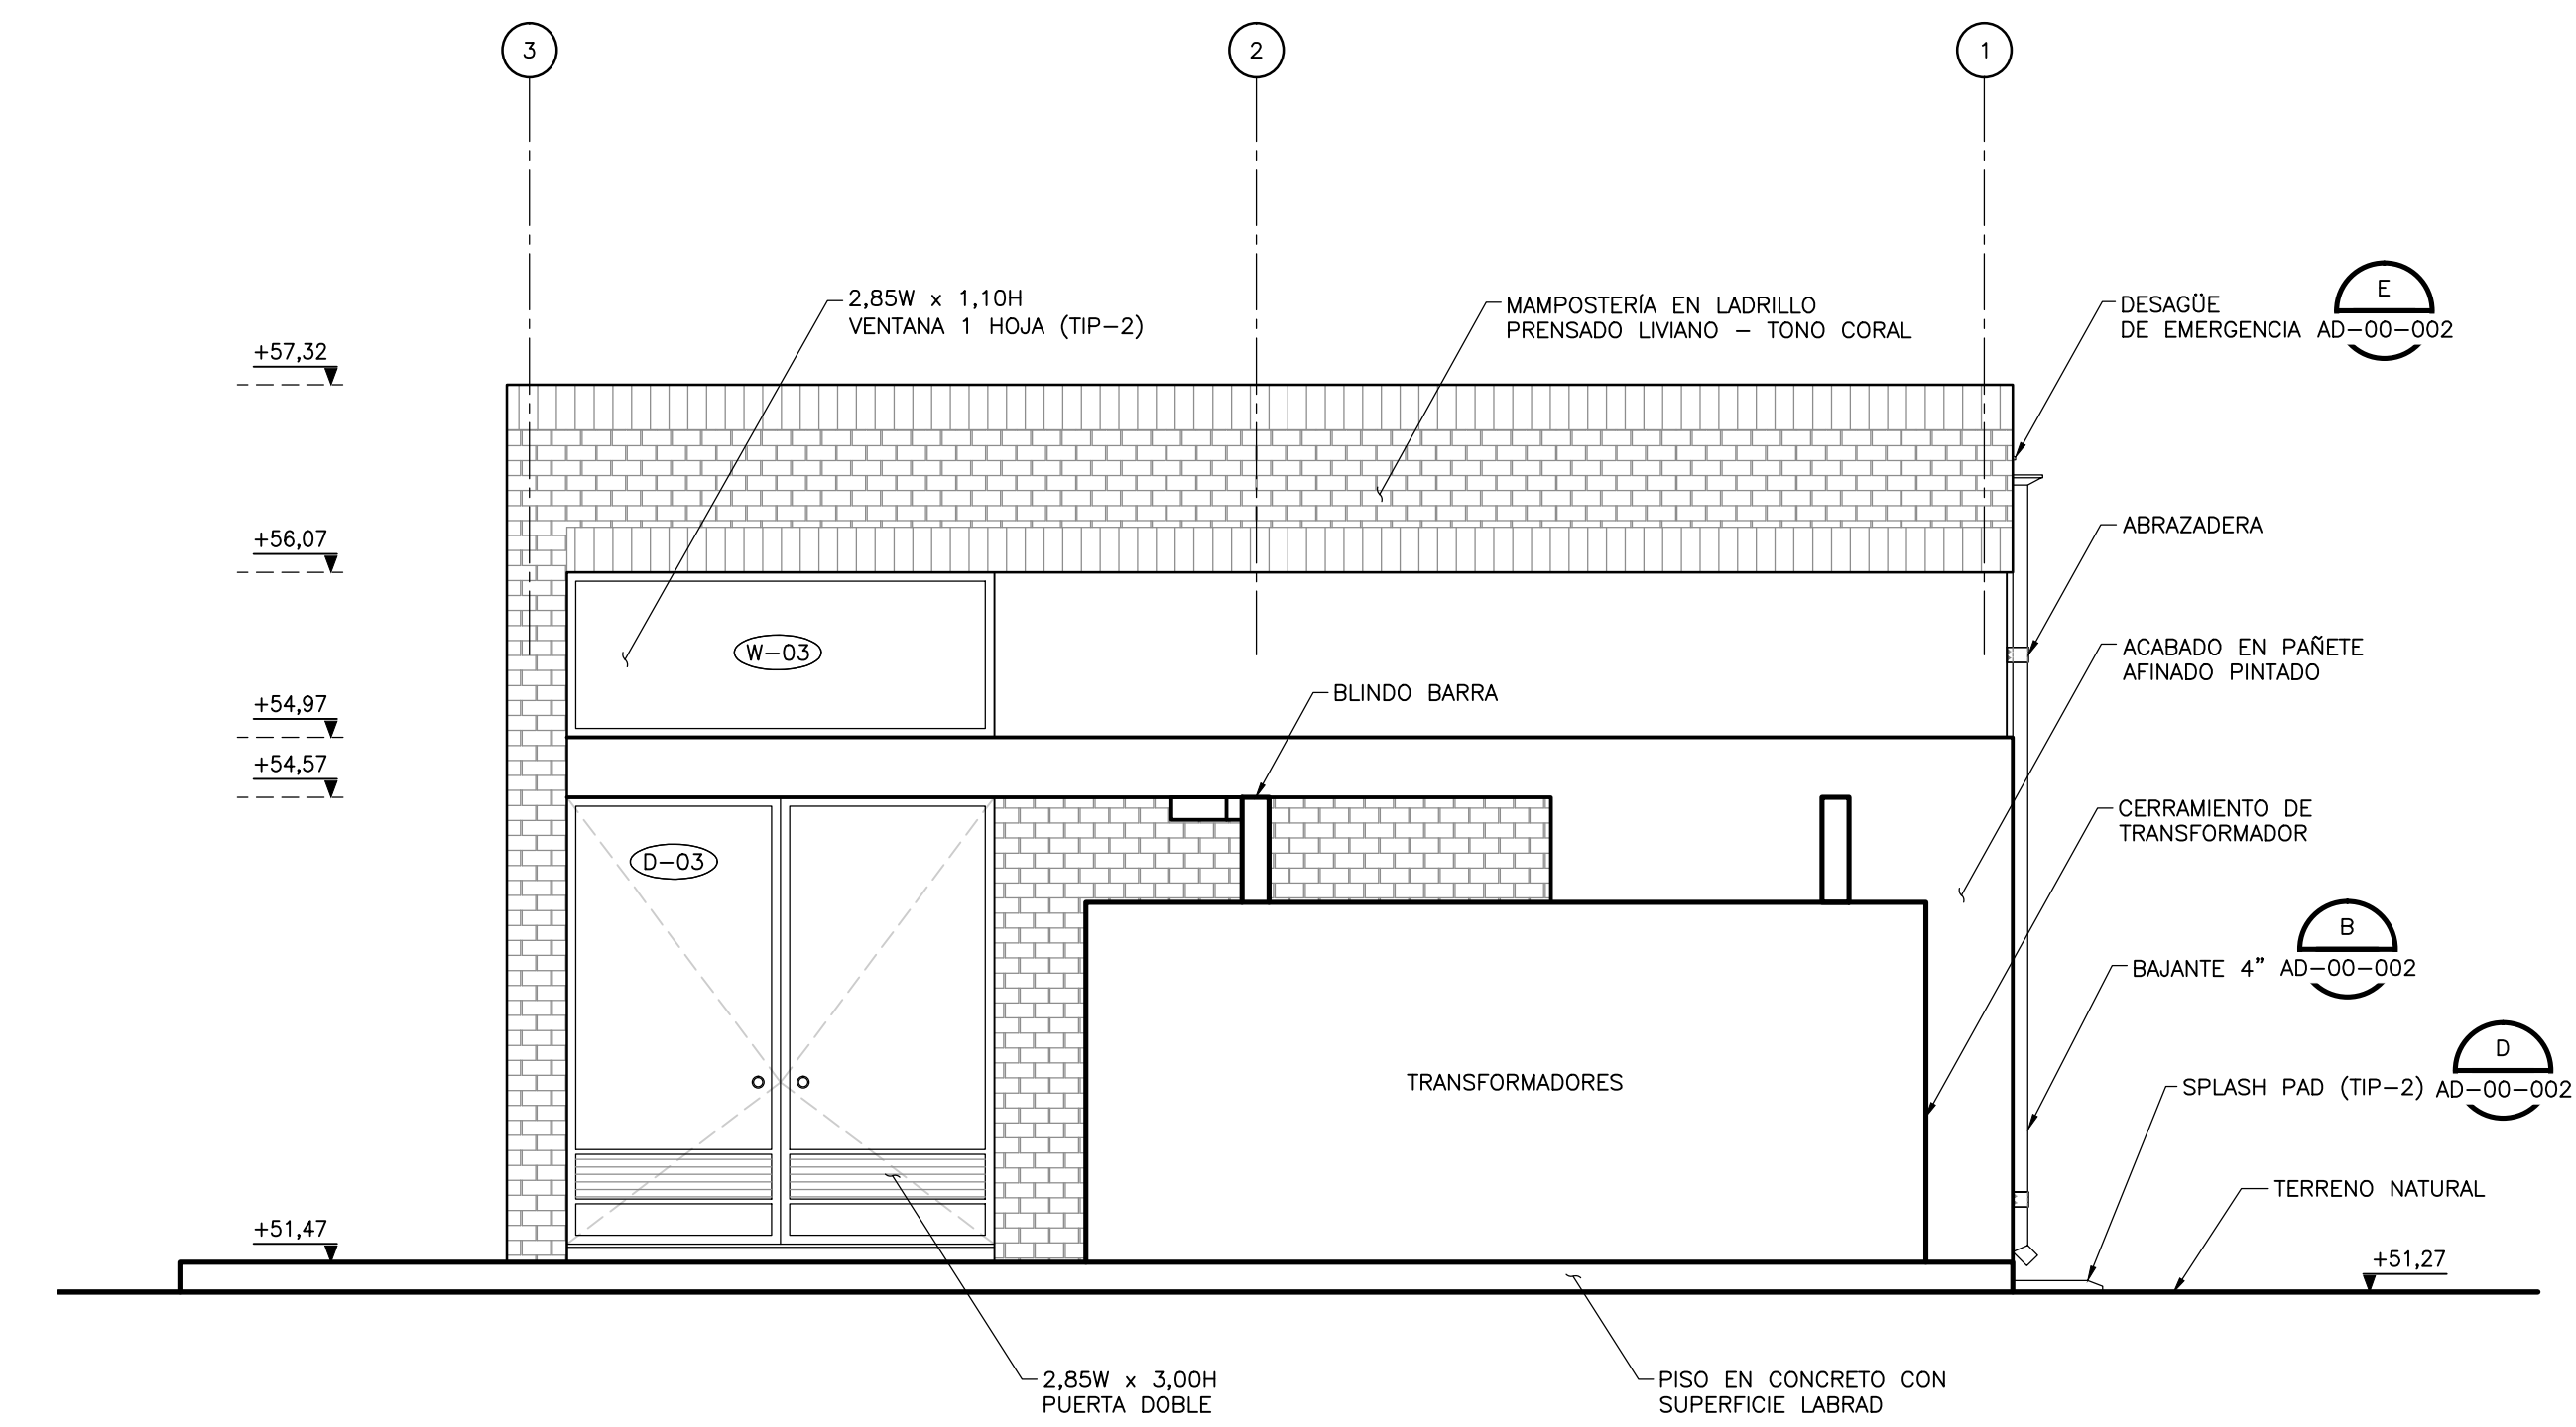 3
2
1
2,85W x 1,10H
VENTANA 1 HOJA (TIP-2)
MAMPOSTERÍA EN LADRILLO
PRENSADO LIVIANO - TONO CORAL
DESAGÜE
DE EMERGENCIA
E
AD-00-002
+57,32
+56,07
ABRAZADERA
W-03
ACABADO EN PAÑETE
AFINADO PINTADO
+54,97
BLINDO BARRA
+54,57
CERRAMIENTO DE
TRANSFORMADOR
D-03
B
BAJANTE 4” AD-00-002
TRANSFORMADORES
D
SPLASH PAD (TIP-2) AD-00-002
TERRENO NATURAL
+51,47
+51,27
2,85W x 3,00H
PUERTA DOBLE
PISO EN CONCRETO CON
SUPERFICIE LABRAD